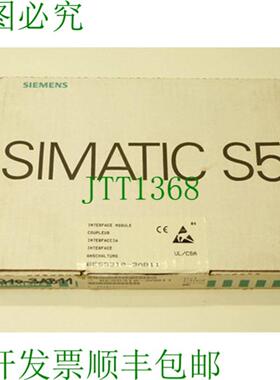 图必究
SIEMENS
SIMATIC S5
JTT1368
INTERFACE MODULE
COUPLEUR
INTERFACCIA
INTERFACE
ANSCHALTUNG
CE
UL/CSA
开发票顺丰包邮